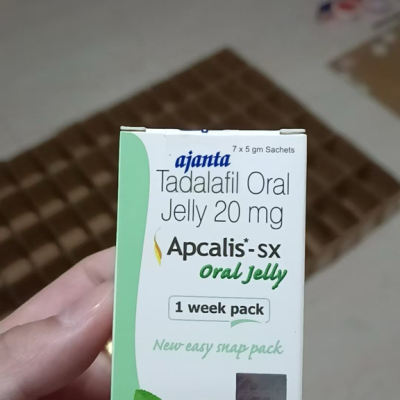 7 x 5 gm Sachets
ajanta
Tadalafil Oral
Jelly 20 mg
Apcalis*-SX
Oral Jelly
1 week pack
New easy snap pack